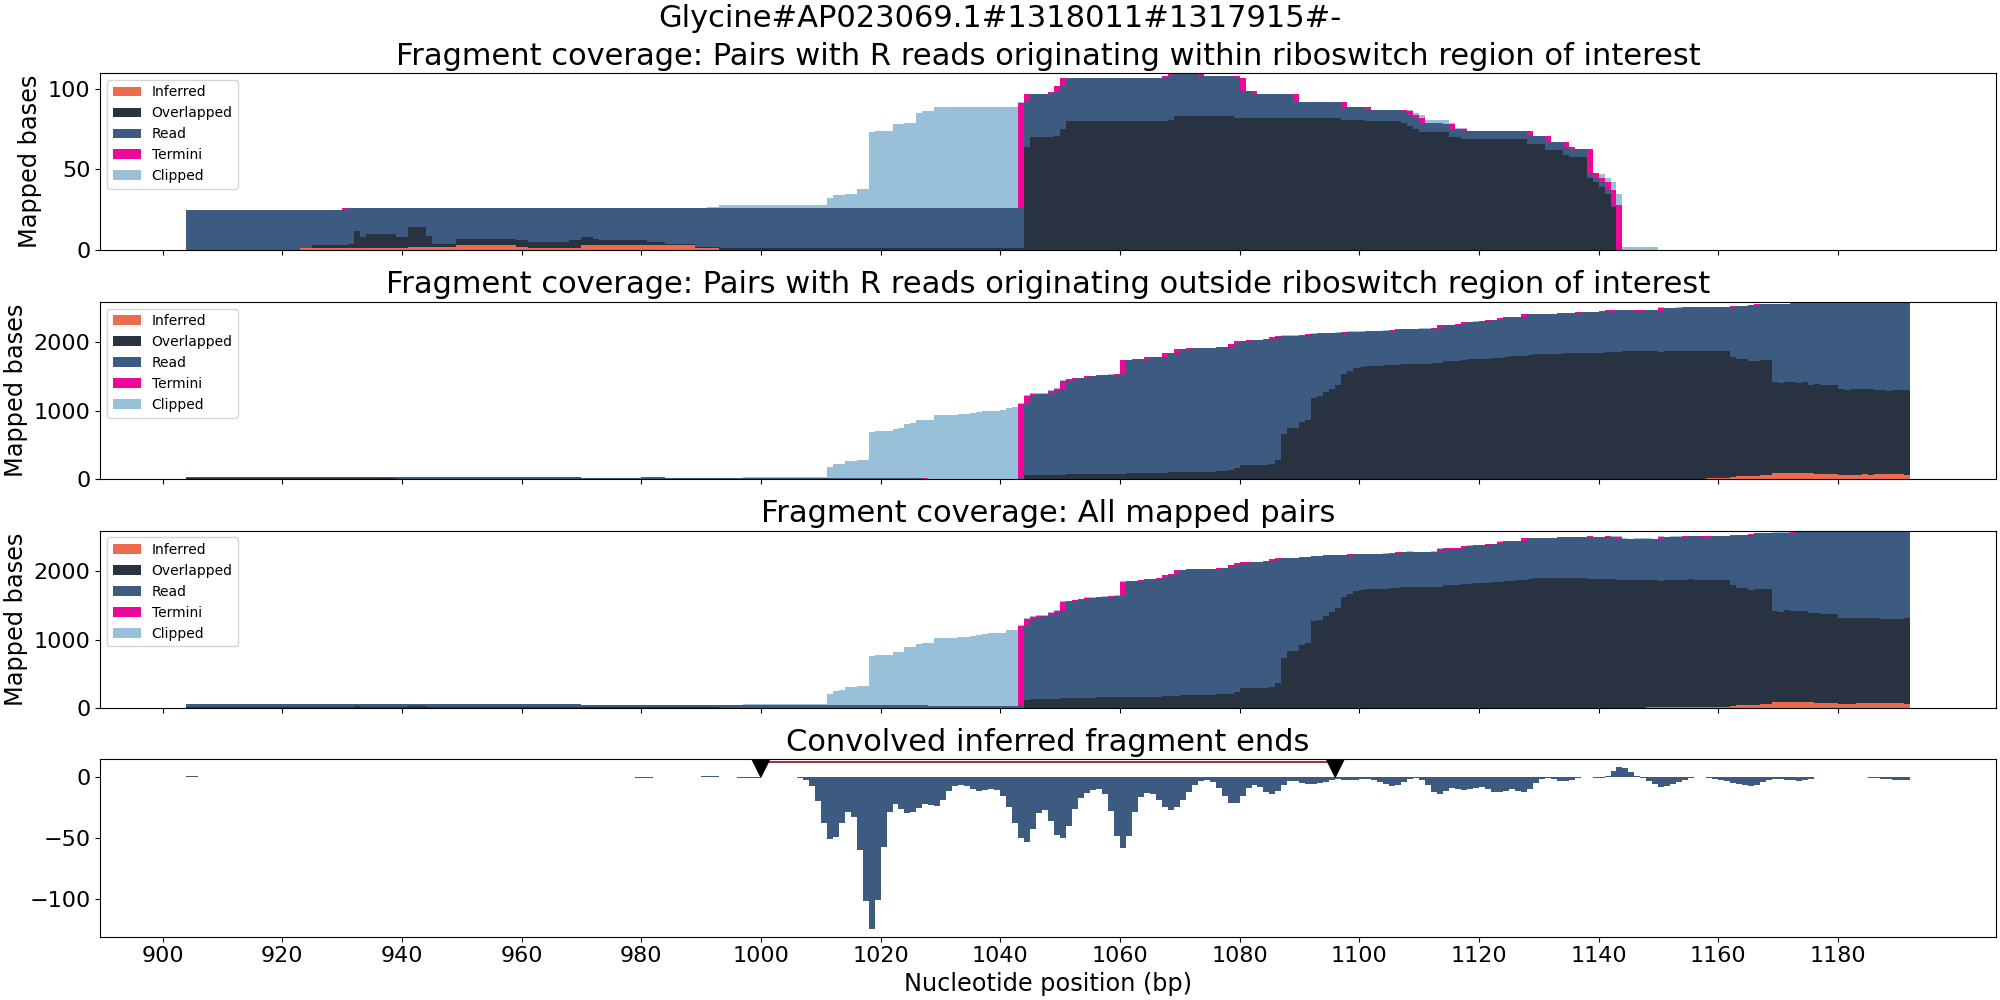 Glycine#AP023069.1#1318011#1317915#-
Fragment coverage: Pairs with R reads originating within riboswitch region of interest
Mapped bases
100
50
0
Inferred
Overlapped
Read
Termini
Clipped
Fragment coverage: Pairs with R reads originating outside riboswitch region of interest
Mapped bases
2000
1000
0
Inferred
Overlapped
Read
Termini
Clipped
Fragment coverage: All mapped pairs
Mapped bases
2000
1000
0
Inferred
Overlapped
Read
Termini
Clipped
Convolved inferred fragment ends
0
−50
−100
900 920 940 960 980 1000 1020 1040 1060 1080 1100 1120 1140 1160 1180
Nucleotide position (bp)